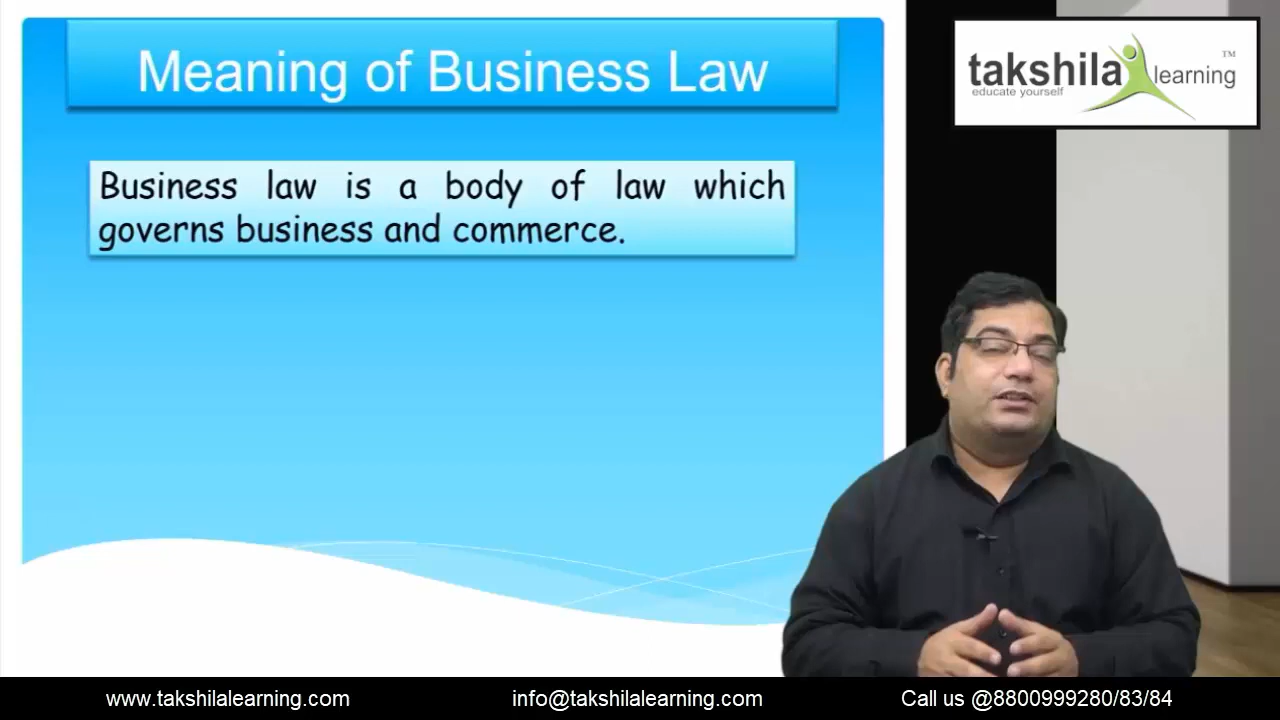 Meaning of Business Law
takshila learning TM
educate yourself
Business law is a body of law which
governs business and commerce.
www.takshilalearning.com
info@takshilalearning.com
Call us @8800999280/83/84